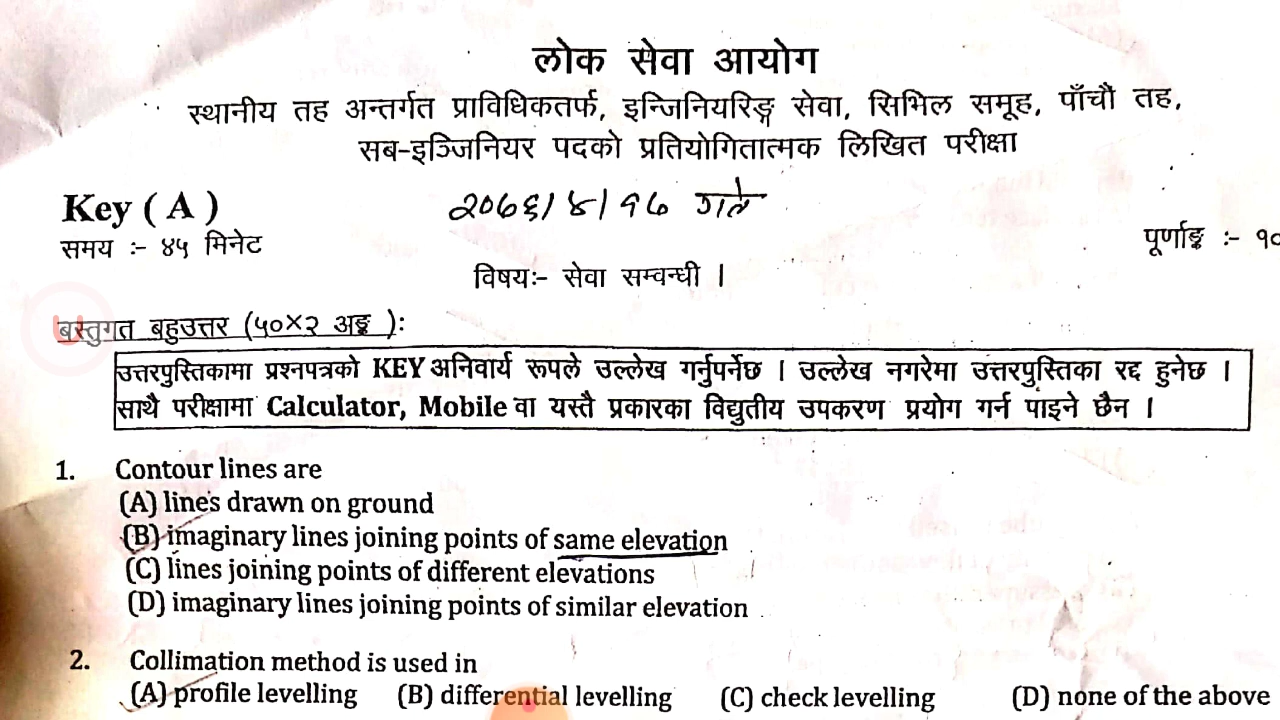 लोक सेवा आयोग
स्थानीय तह अन्तर्गत प्राविधिकतर्फ, इन्जिनियरिङ्ग सेवा, सिभिल समूह, पाँचौ तह,
सब-इञ्जिनियर पदको प्रतियोगितात्मक लिखित परीक्षा
Key ( A )
२०७६/४/१७ गते
समय :- ४५ मिनेट
पूर्णाङ्क :- १०
विषयः- सेवा सम्वन्धी ।
बस्तुगत बहुउत्तर (५०×२ अङ्क ):
उत्तरपुस्तिकामा प्रश्नपत्रको KEY अनिवार्य रूपले उल्लेख गर्नुपर्नेछ । उल्लेख नगरेमा उत्तरपुस्तिका रद्द हुनेछ ।
साथै परीक्षामा Calculator, Mobile वा यस्तै प्रकारका विद्युतीय उपकरण प्रयोग गर्न पाइने छैन ।
1. Contour lines are
(A) lines drawn on ground
(B) imaginary lines joining points of same elevation
(C) lines joining points of different elevations
(D) imaginary lines joining points of similar elevation
2. Collimation method is used in
(A) profile levelling (B) differential levelling (C) check levelling (D) none of the above